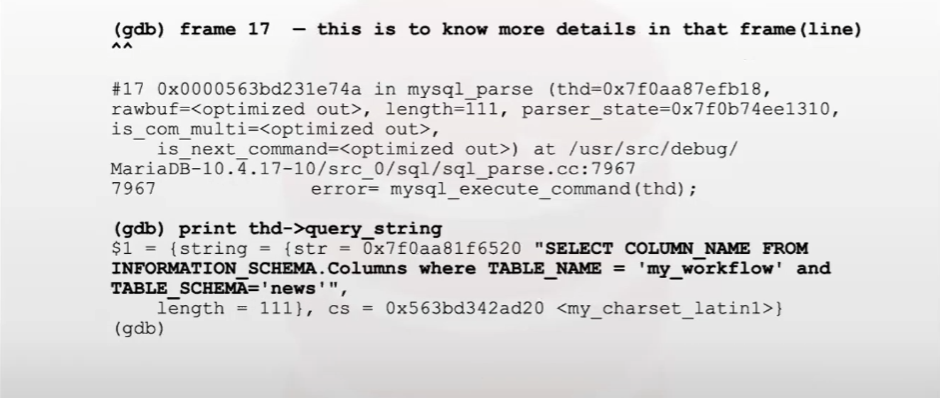 (gdb) frame 17 – this is to know more details in that frame(line)
^^
#17 0x0000563bd231e74a in mysql_parse (thd=0x7f0aa87efb18,
rawbuf=<optimized out>, length=111, parser_state=0x7f0b74ee1310,
is_com_multi=<optimized out>,
is_next_command=<optimized out>) at /usr/src/debug/
MariaDB-10.4.17-10/src_0/sql/sql_parse.cc:7967
7967 error= mysql_execute_command(thd);
(gdb) print thd->query_string
$1 = {string = {str = 0x7f0aa81f6520 "SELECT COLUMN_NAME FROM
INFORMATION_SCHEMA.Columns where TABLE_NAME = 'my_workflow' and
TABLE_SCHEMA='news'",
length = 111}, cs = 0x563bd342ad20 <my_charset_latin1>}
(gdb)